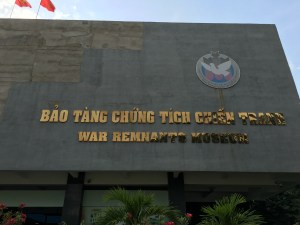 BẢO TÀNG CHỨNG TÍCH CHIẾN TRANH
WAR REMNANTS MUSEUM